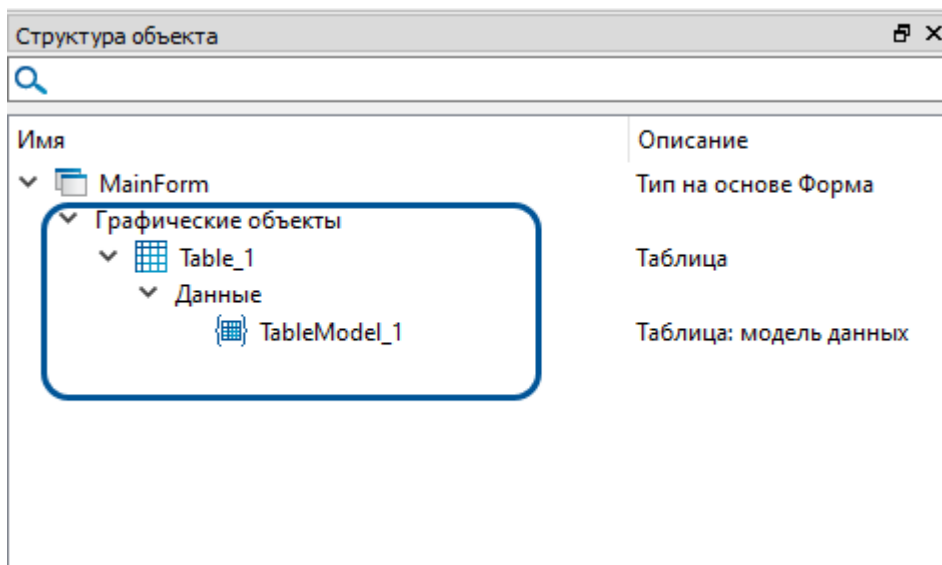 Структура объекта
Имя Описание
MainForm Тип на основе Форма
Графические объекты
Table_1 Таблица
Данные
TableModel_1 Таблица: модель данных